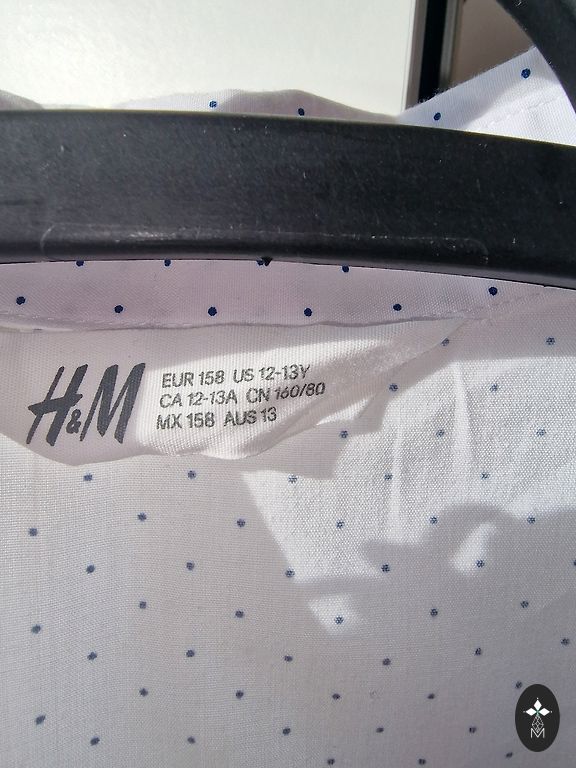 H&M
EUR 158 US 12-13Y
CA 12-13A CN 160/80
MX 158 AUS 13
M